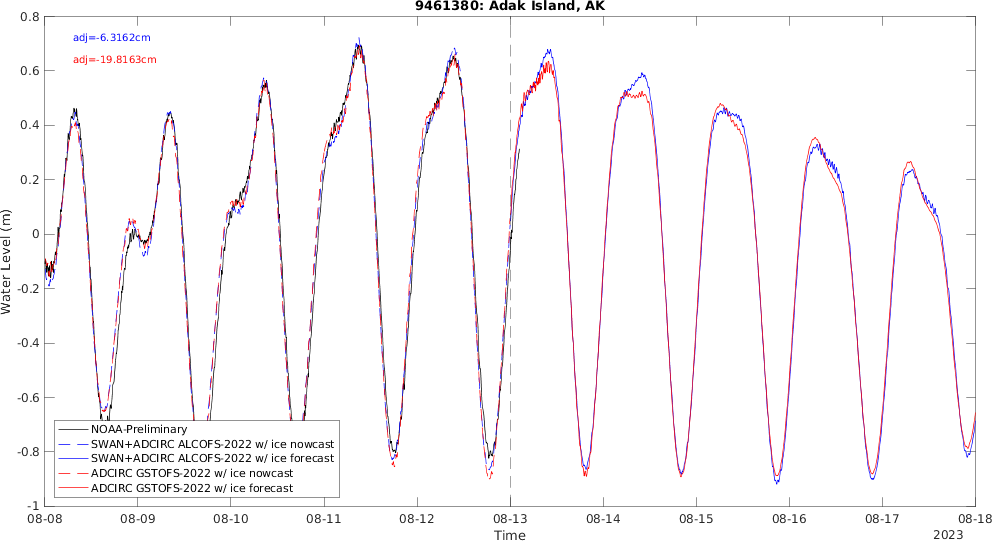 9461380: Adak Island, AK
adj=-6.3162cm
adj=-19.8163cm
Water Level (m)
0.8
0.6
0.4
0.2
0
-0.2
-0.4
-0.6
-0.8
-1
NOAA-Preliminary
SWAN+ADCIRC ALCOFS-2022 w/ ice nowcast
SWAN+ADCIRC ALCOFS-2022 w/ ice forecast
ADCIRC GSTOFS-2022 w/ ice nowcast
ADCIRC GSTOFS-2022 w/ ice forecast
08-08 08-09 08-10 08-11 08-12 08-13 08-14 08-15 08-16 08-17 08-18
Time
2023